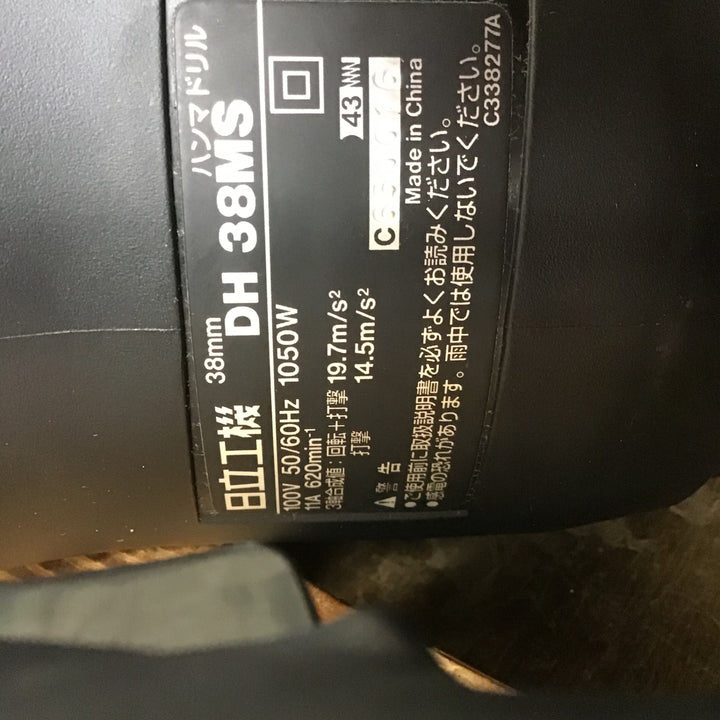 38mm ハンマドリル
日立工機 DH 38MS
100V 50/60Hz 1050W
11A 620min-1
3軸合成値:回転+打撃 19.7m/s²
打撃 14.5m/s²
43
C
Made in China
警告
●ご使用前に取扱説明書を必ずよくお読みください。
●感電の恐れがあります。雨中では使用しないでください。
C338277A